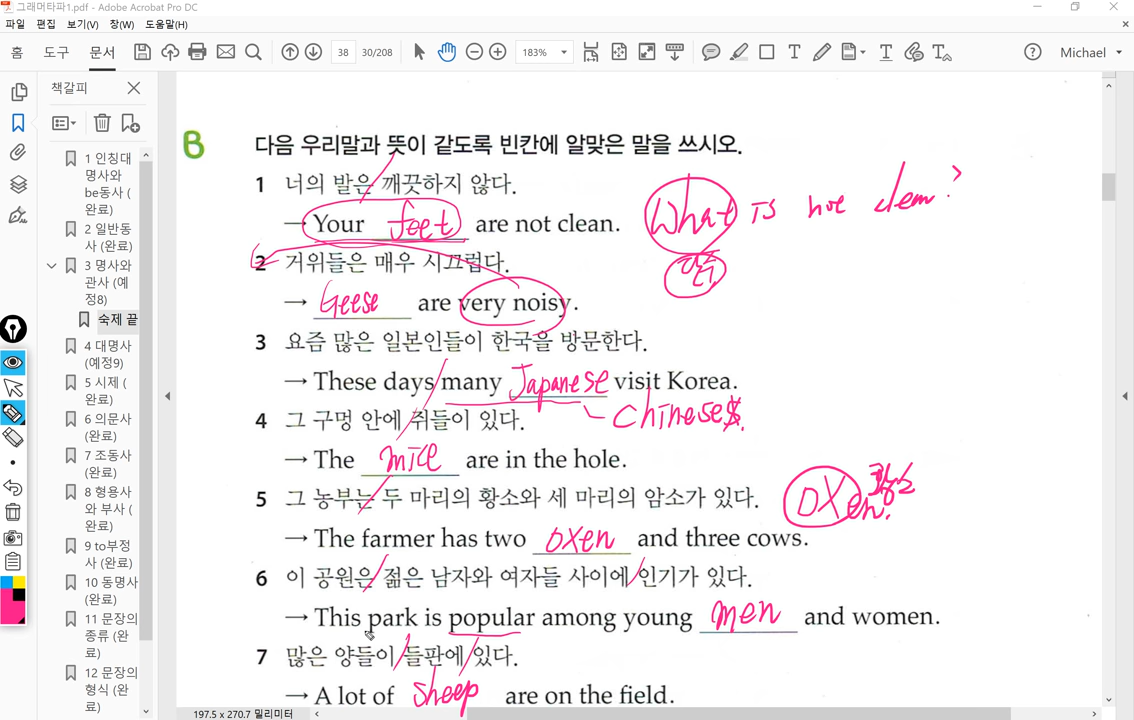 그래머타파1.pdf - Adobe Acrobat Pro DC
파일 편집 보기(V) 창(W) 도움말(H)
홈 도구 문서 38 30/208 183% Michael
책갈피
1 인칭대
명사와
be동사 (
완료)
2 일반동
사 (완료)
3 명사와
관사 (예
정8)
숙제 끝
4 대명사
(예정9)
5 시제 (
완료)
6 의문사
(완료)
7 조동사
(완료)
8 형용사
와 부사 (
완료)
9 to부정
사 (완료)
10 동명사
(완료)
11 문장의
종류 (완
료)
12 문장의
형식 (완
료)
B 다음 우리말과 뜻이 같도록 빈칸에 알맞은 말을 쓰시오.
1 너의 발은 깨끗하지 않다.
→ Your feet are not clean.
What is not clean?
2 거위들은 매우 시끄럽다.
→ Geese are very noisy.
3 요즘 많은 일본인들이 한국을 방문한다.
→ These days many Japanese visit Korea.
Chinese
4 그 구멍 안에 쥐들이 있다.
→ The mice are in the hole.
5 그 농부는 두 마리의 황소와 세 마리의 암소가 있다.
OXen. 황소
→ The farmer has two oxen and three cows.
6 이 공원은 젊은 남자와 여자들 사이에 인기가 있다.
→ This park is popular among young men and women.
7 많은 양들이 들판에 있다.
→ A lot of sheep are on the field.
197.5 x 270.7 밀리미터